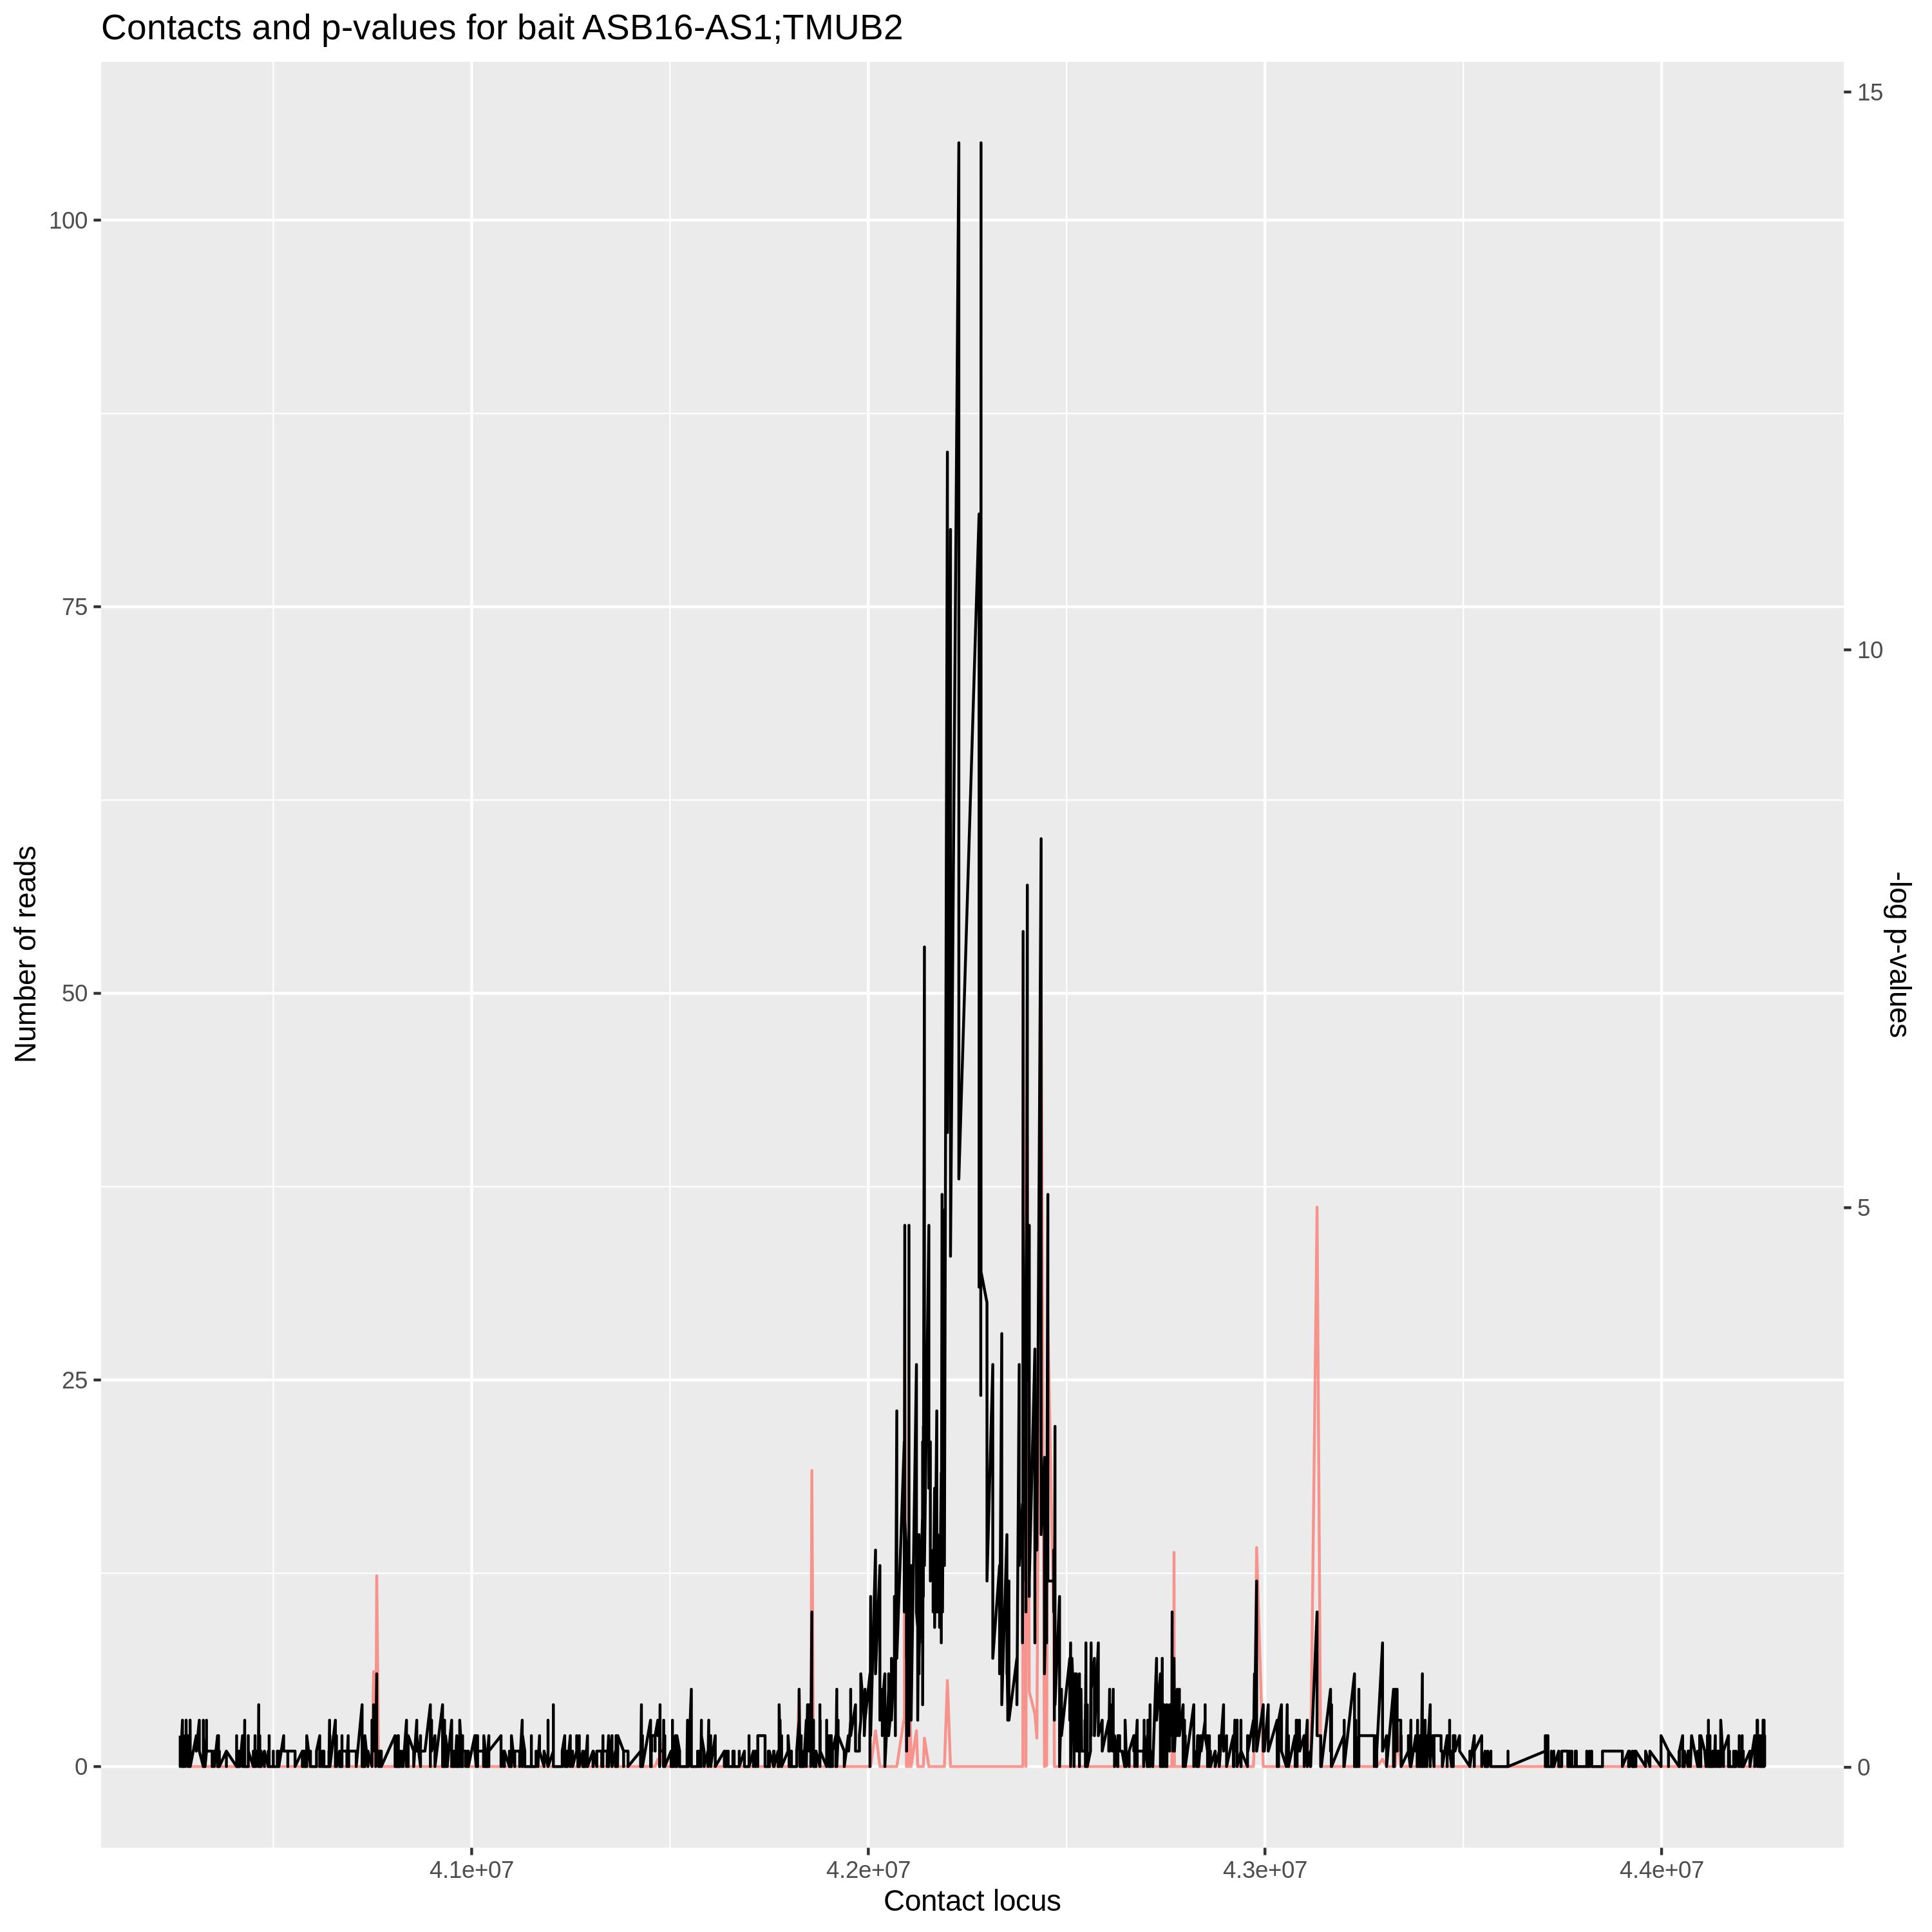 Contacts and p-values for bait ASB16-AS1;TMUB2
15
100
10
75
Number of reads
-log p-values
50
5
25
0
0
4.1e+07
4.2e+07
4.3e+07
4.4e+07
Contact locus